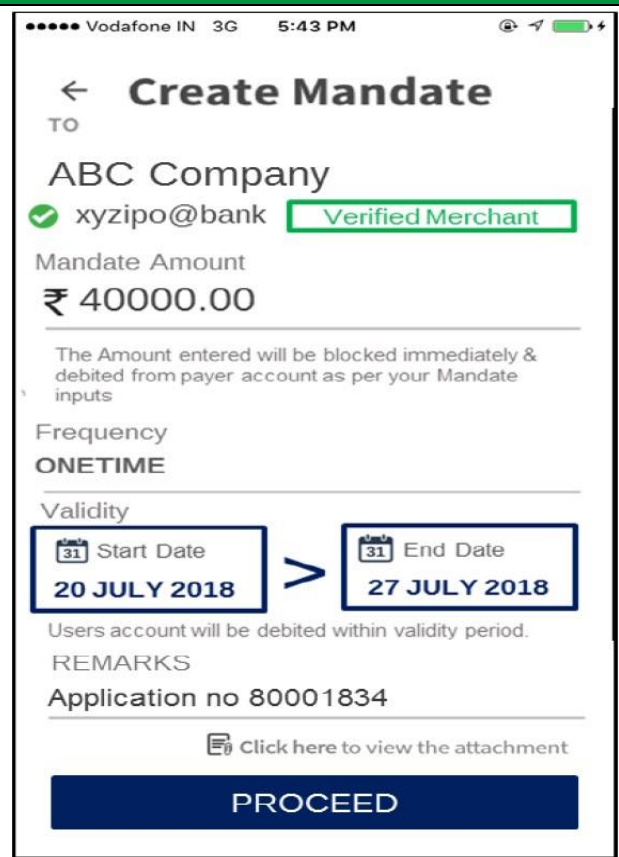 Vodafone IN 3G 5:43 PM
← Create Mandate
TO
ABC Company
xyzipo@bank Verified Merchant
Mandate Amount
₹ 40000.00
The Amount entered will be blocked immediately &
debited from payer account as per your Mandate
inputs
Frequency
ONETIME
Validity
31 Start Date > 31 End Date
20 JULY 2018 27 JULY 2018
Users account will be debited within validity period.
REMARKS
Application no 80001834
Click here to view the attachment
PROCEED